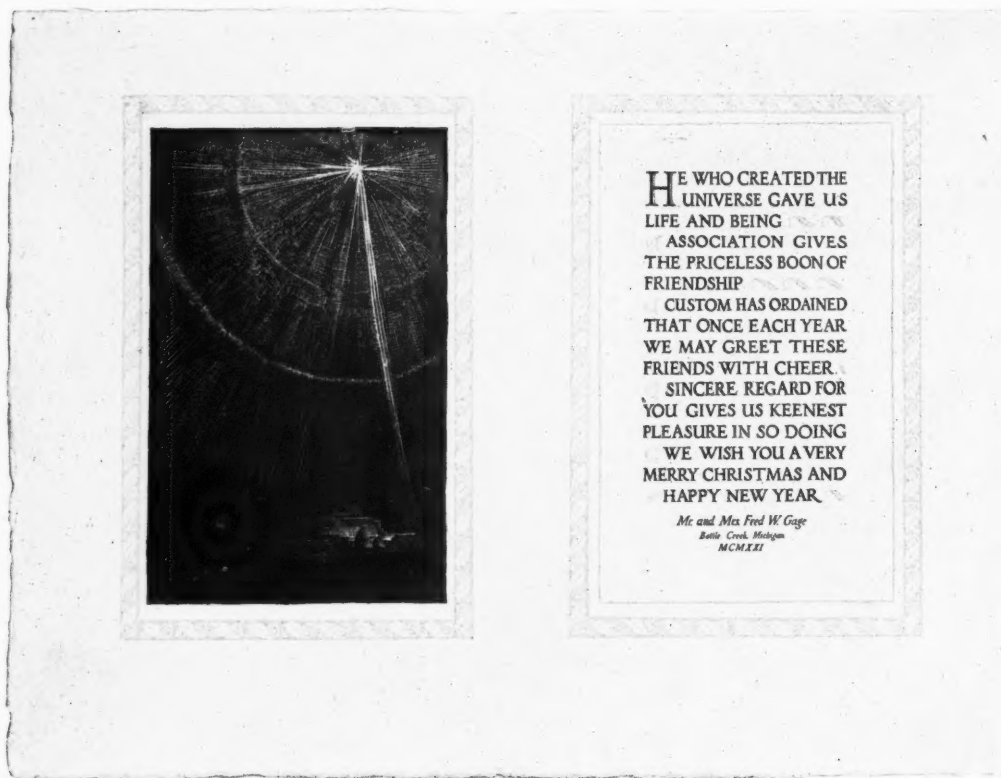 HE WHO CREATED THE
UNIVERSE GAVE US
LIFE AND BEING
ASSOCIATION GIVES
THE PRICELESS BOON OF
FRIENDSHIP
CUSTOM HAS ORDAINED
THAT ONCE EACH YEAR
WE MAY GREET THESE
FRIENDS WITH CHEER
SINCERE REGARD FOR
YOU GIVES US KEENEST
PLEASURE IN SO DOING
WE WISH YOU A VERY
MERRY CHRISTMAS AND
HAPPY NEW YEAR
Mr. and Mrs. Fred W. Gage
Battle Creek, Michigan
MCMXXI